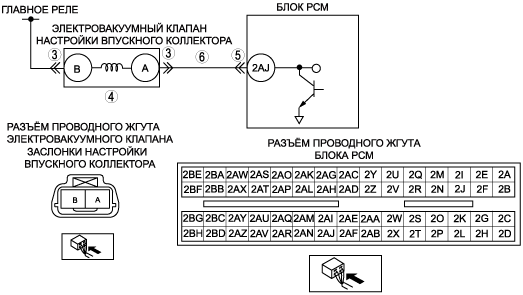 ГЛАВНОЕ РЕЛЕ
ЭЛЕКТРОВАКУУМНЫЙ КЛАПАН
НАСТРОЙКИ ВПУСКНОГО КОЛЛЕКТОРА
БЛОК PCM
3
B
A
3
6
5
2AJ
4
РАЗЪЁМ ПРОВОДНОГО ЖГУТА
ЭЛЕКТРОВАКУУМНОГО КЛАПАНА
ЗАСЛОНКИ НАСТРОЙКИ
ВПУСКНОГО КОЛЛЕКТОРА
B A
РАЗЪЁМ ПРОВОДНОГО ЖГУТА
БЛОКА PCM
2BE 2BA 2AW 2AS 2AO 2AK 2AG 2AC 2Y 2U 2Q 2M 2I 2E 2A
2BF 2BB 2AX 2AT 2AP 2AL 2AH 2AD 2Z 2V 2R 2N 2J 2F 2B
2BG 2BC 2AY 2AU 2AQ 2AM 2AI 2AE 2AA 2W 2S 2O 2K 2G 2C
2BH 2BD 2AZ 2AV 2AR 2AN 2AJ 2AF 2AB 2X 2T 2P 2L 2H 2D